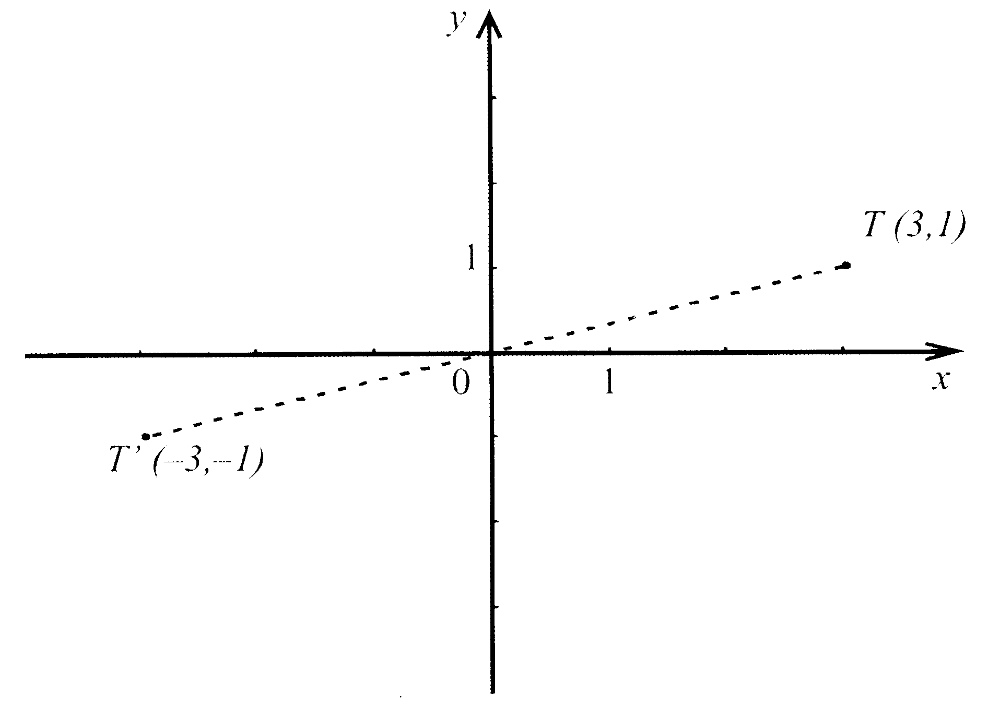 y
T (3,1)
1
0
1
x
T' (–3,–1)